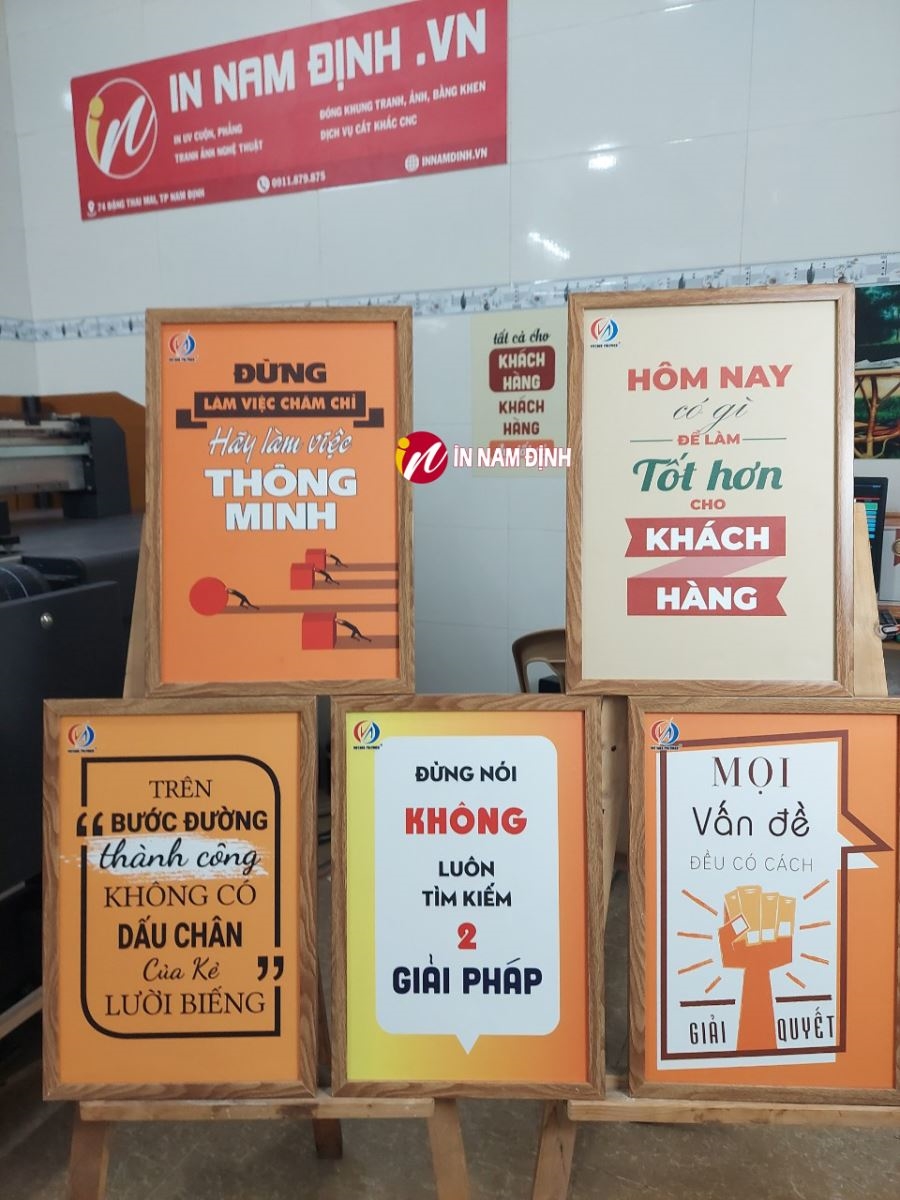 IN NAM ĐỊNH .VN
IN UV CUỘN, PHẲNG
TRANH ẢNH NGHỆ THUẬT
ĐÓNG KHUNG TRANH, ẢNH, BẰNG KHEN
DỊCH VỤ CẮT KHẮC CNC
74 ĐẶNG THAI MAI, TP NAM ĐỊNH
0911.879.875
INNAMDINH.VN
ĐỪNG
LÀM VIỆC CHĂM CHỈ
Hãy làm việc
THÔNG
MINH
tất cả cho
KHÁCH
HÀNG
KHÁCH
HÀNG
in ÌN NAM ĐỊNH
HÔM NAY
có gì
ĐỂ LÀM
Tốt hơn
CHO
KHÁCH
HÀNG
TRÊN
“ BƯỚC ĐƯỜNG
thành công
KHÔNG CÓ
DẤU CHÂN
Của Kẻ ”
LƯỜI BIẾNG
ĐỪNG NÓI
KHÔNG
LUÔN
TÌM KIẾM
2
GIẢI PHÁP
MỌI
Vấn đề
ĐỀU CÓ CÁCH
GIẢI QUYẾT